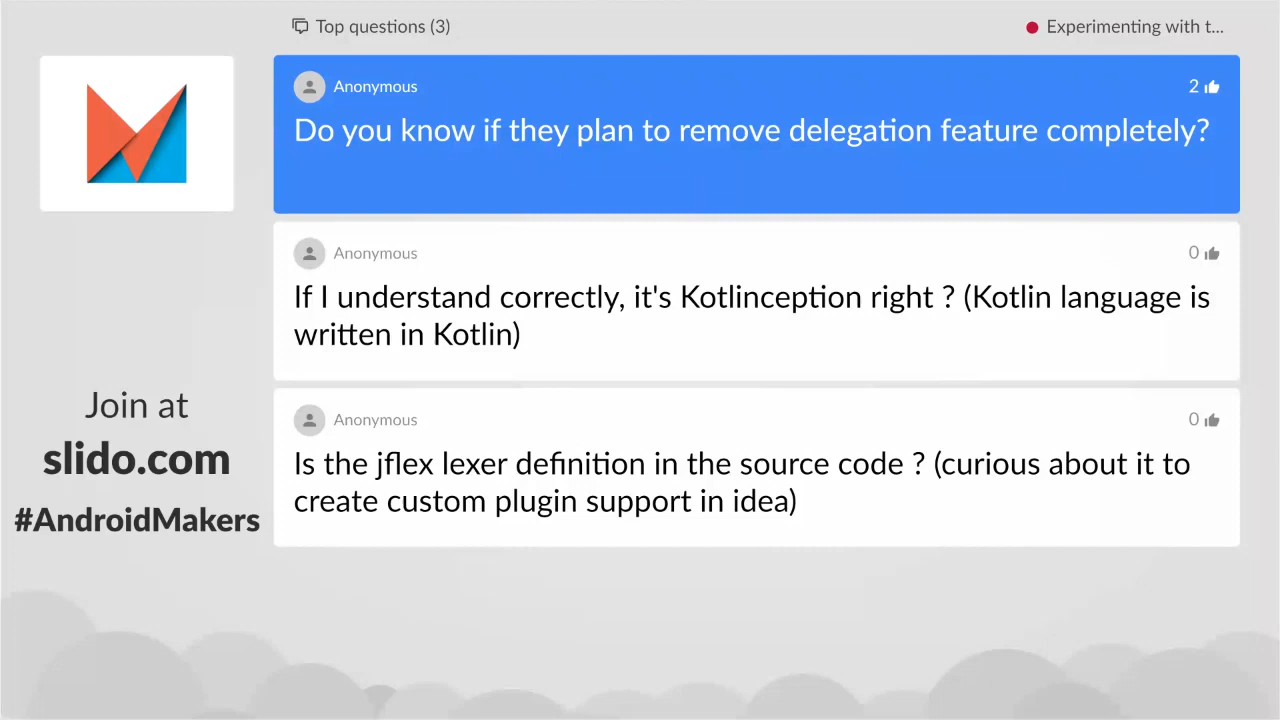 Top questions (3)
Experimenting with t...
Anonymous
2
Do you know if they plan to remove delegation feature completely?
Anonymous
0
If I understand correctly, it's Kotlinception right ? (Kotlin language is
written in Kotlin)
Anonymous
0
Is the jflex lexer definition in the source code ? (curious about it to
create custom plugin support in idea)
Join at
slido.com
#AndroidMakers